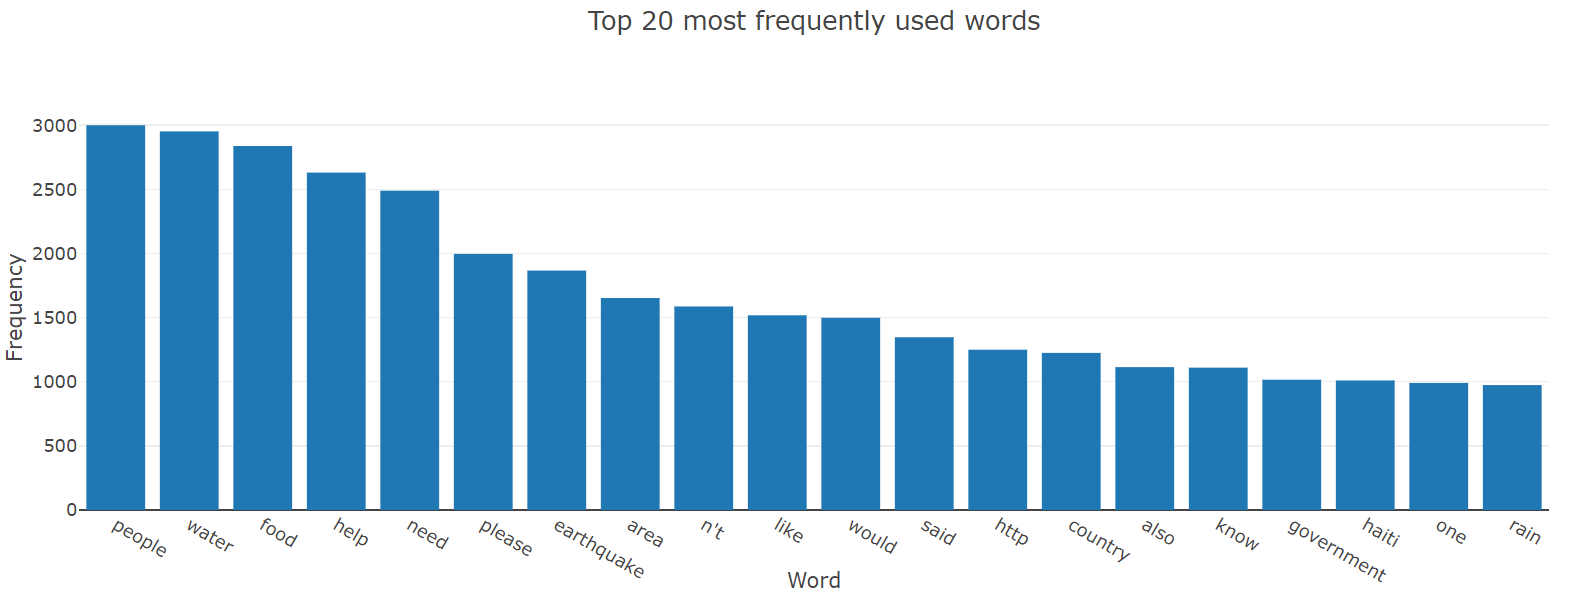 Top 20 most frequently used words
3000
2500
2000
1500
1000
500
0
Frequency
people
water
food
help
need
please
earthquake
area
n't
like
would
said
http
country
also
know
government
haiti
one
rain
Word